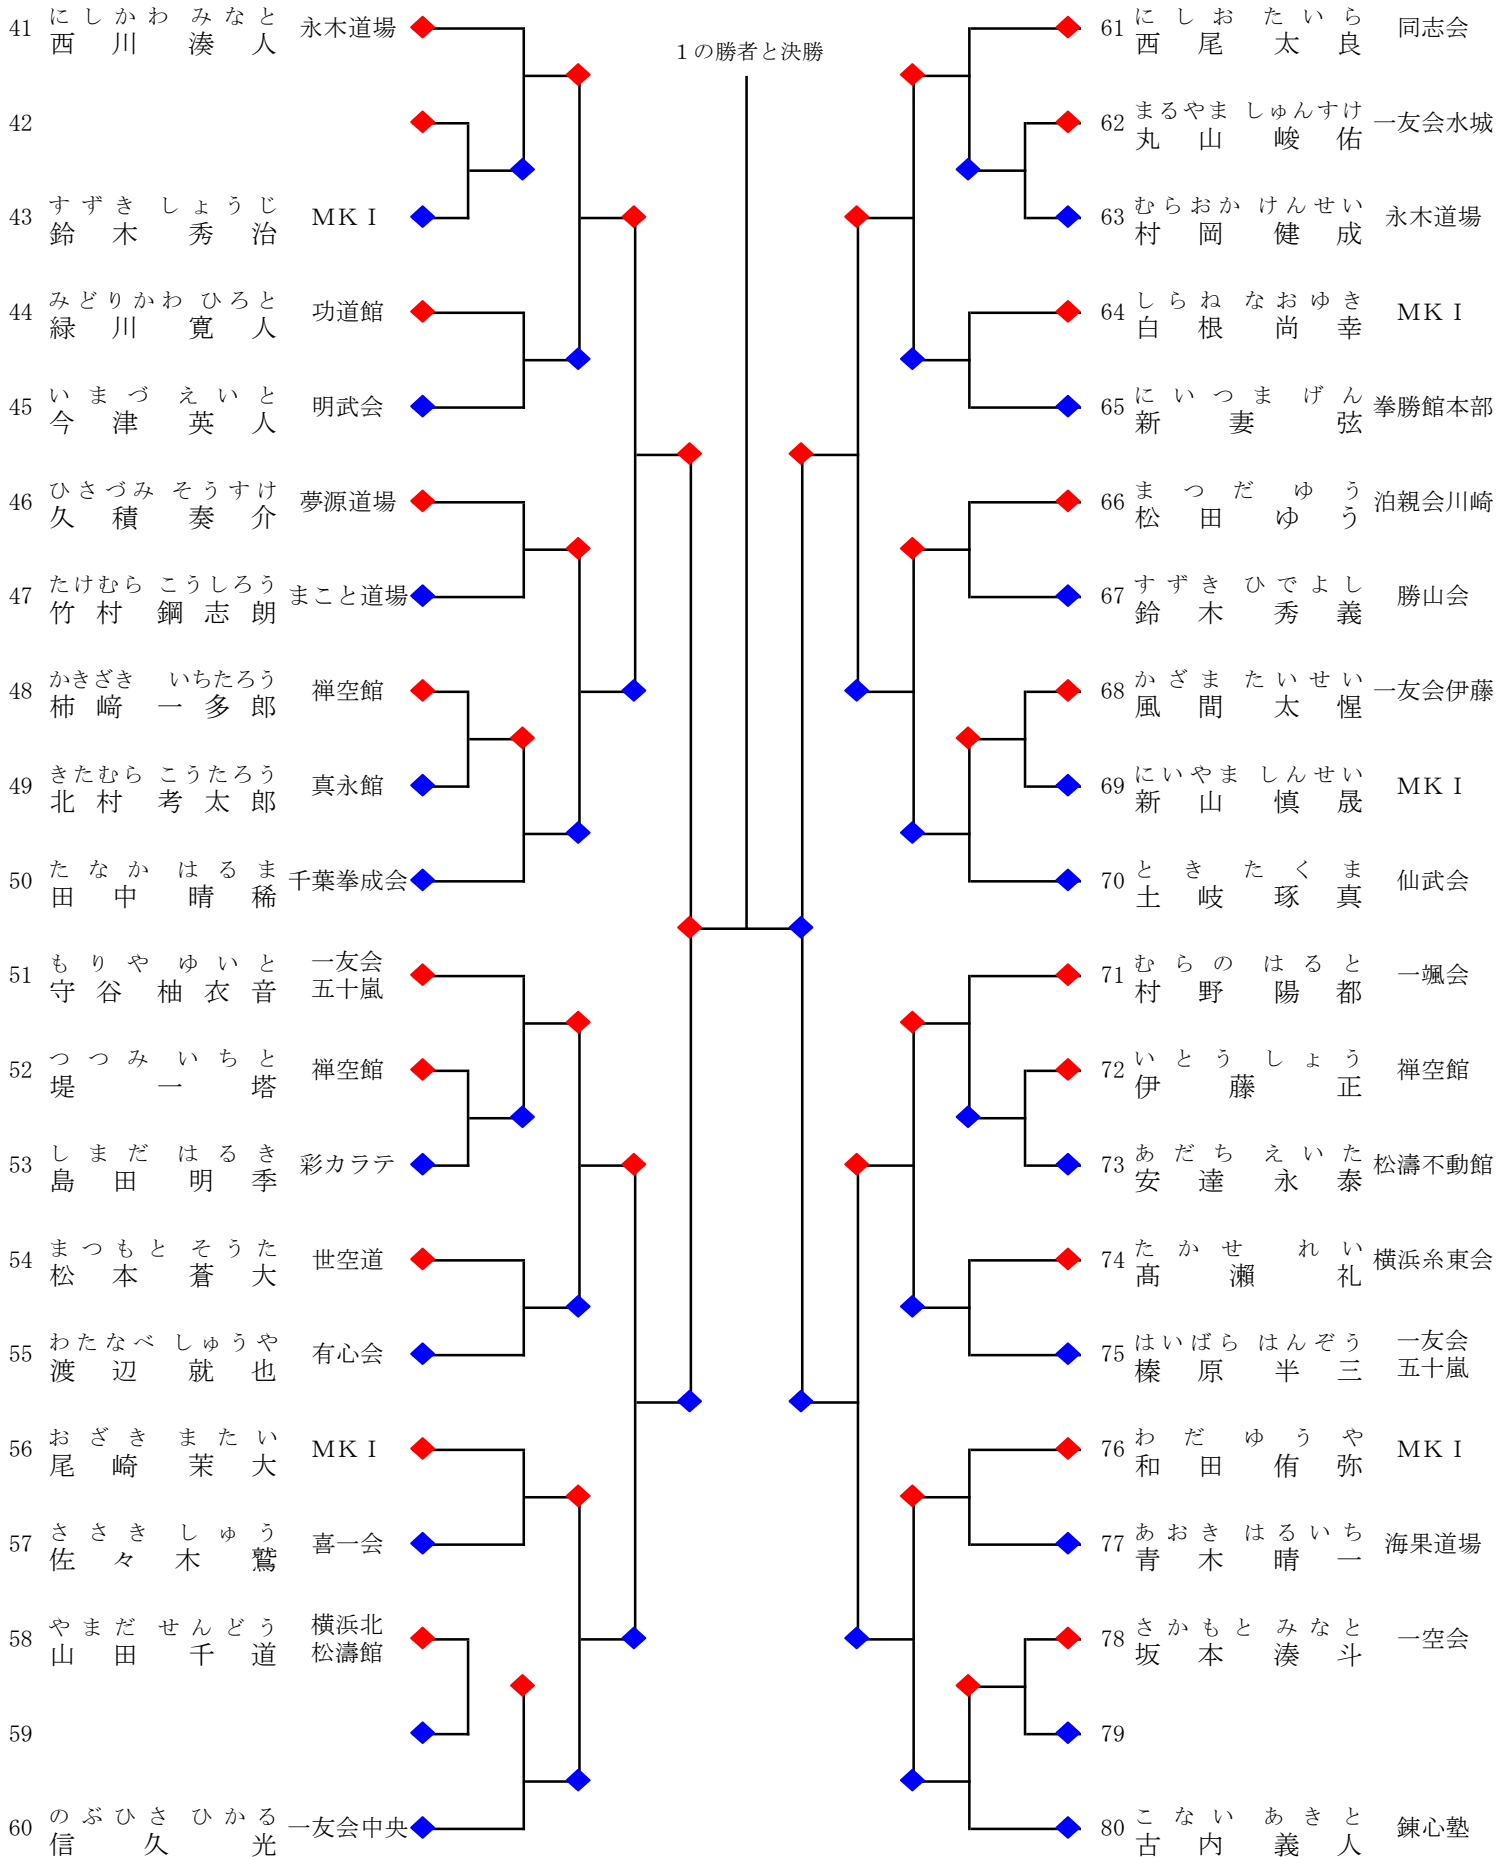 １の勝者と決勝
にしかわ みなと
41 西川 湊人 永木道場
42
すずき しょうじ
43 鈴木 秀治 ＭＫＩ
みどりかわ ひろと
44 緑川 寛人 功道館
いまづ えいと
45 今津 英人 明武会
ひさづみ そうすけ
46 久積 奏介 夢源道場
たけむら こうしろう
47 竹村 鋼志朗 まこと道場
かきざき いちたろう
48 柿﨑 一多郎 禅空館
きたむら こうたろう
49 北村 考太郎 真永館
たなか はるま
50 田中 晴稀 千葉拳成会
もりや ゆいと
51 守谷 柚衣音 一友会
五十嵐
つつみ いちと
52 堤 一塔 禅空館
しまだ はるき
53 島田 明季 彩カラテ
まつもと そうた
54 松本 蒼大 世空道
わたなべ しゅうや
55 渡辺 就也 有心会
おざき またい
56 尾崎 茉大 ＭＫＩ
ささき しゅう
57 佐々木 鷲 喜一会
やまだ せんどう
58 山田 千道 横浜北
松濤館
59
のぶひさ ひかる
60 信久 光 一友会中央
にしお たいら
61 西尾 太良 同志会
まるやま しゅんすけ
62 丸山 峻佑 一友会水城
むらおか けんせい
63 村岡 健成 永木道場
しらね なおゆき
64 白根 尚幸 ＭＫＩ
にいつま げん
65 新妻 弦 拳勝館本部
まつだ ゆう
66 松田 ゆう 泊親会川崎
すずき ひでよし
67 鈴木 秀義 勝山会
かざま たいせい
68 風間 太惺 一友会伊藤
にいやま しんせい
69 新山 慎晟 ＭＫＩ
とき たくま
70 土岐 琢真 仙武会
むらの はると
71 村野 陽都 一颯会
いとう しょう
72 伊藤 正 禅空館
あだち えいた
73 安達 永泰 松濤不動館
たかせ れい
74 髙瀨 礼 横浜糸東会
はいばら はんぞう
75 榛原 半三 一友会
五十嵐
わだ ゆうや
76 和田 侑弥 ＭＫＩ
あおき はるいち
77 青木 晴一 海果道場
さかもと みなと
78 坂本 湊斗 一空会
79
こない あきと
80 古内 義人 錬心塾